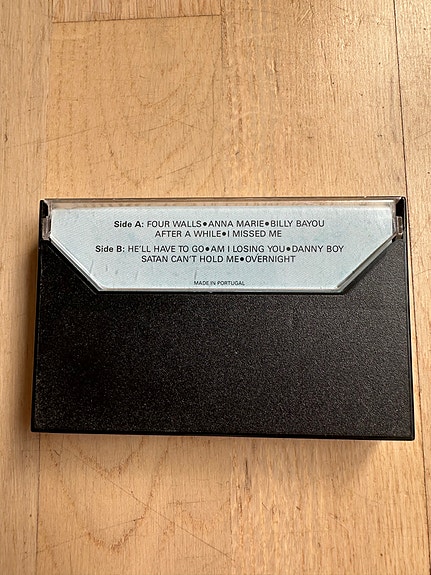 Side A: FOUR WALLS●ANNA MARIE●BILLY BAYOU
AFTER A WHILE●I MISSED ME
Side B: HE'LL HAVE TO GO●AM I LOSING YOU●DANNY BOY
SATAN CAN'T HOLD ME●OVERNIGHT
MADE IN PORTUGAL